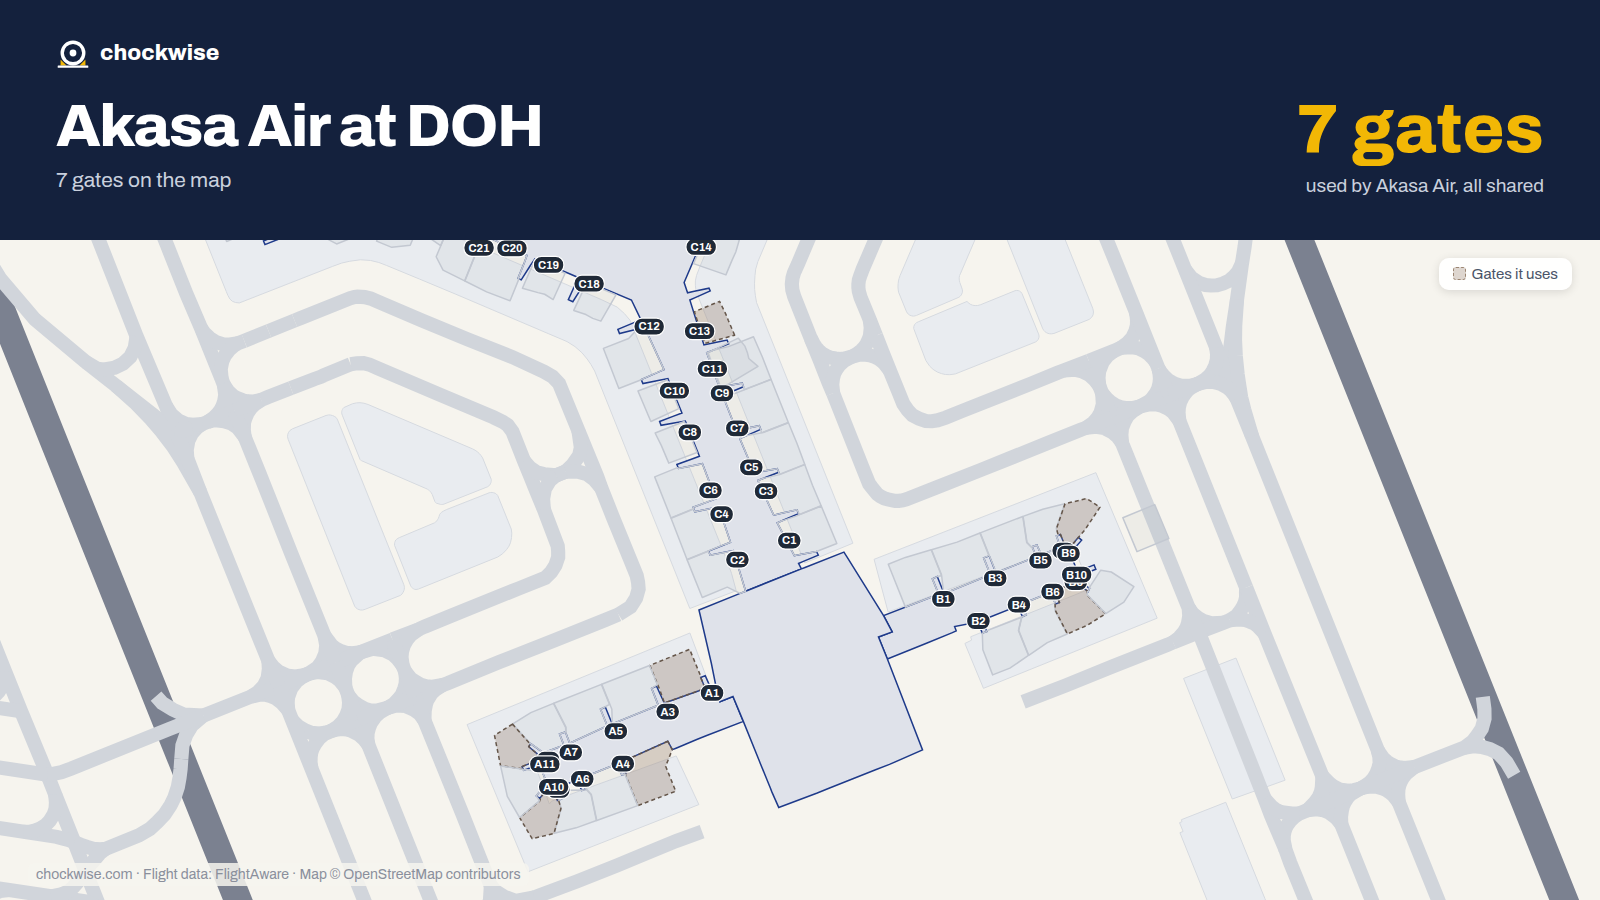 chockwise
Akasa Air at DOH
7 gates on the map
7 gates
used by Akasa Air, all shared
Gates it uses
C21
C20
C14
C19
C18
C12
C13
C11
C10
C9
C8
C7
C5
C6
C3
C4
C1
C2
B9
B5
B10
B3
B6
B1
B4
B2
A1
A3
A5
A7
A11
A4
A6
A10
chockwise.com · Flight data: FlightAware · Map © OpenStreetMap contributors